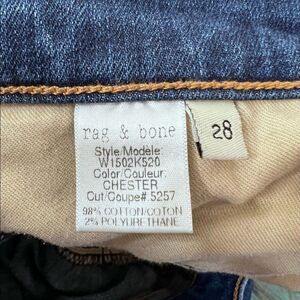 rag & bone
Style/Modele:
W1502K520
Color/Couleur:
CHESTER
Cut/Coupe#.5257
98% COTTON/COTON
2% POLYURETHANE
28